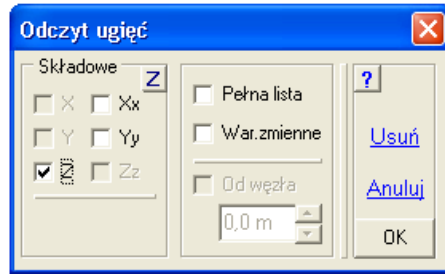 Odczyt ugięć
Składowe
Z
X Xx
Y Yy
Z Zz
Pełna lista
War.zmienne
Od węzła
0,0 m
?
Usuń
Anuluj
OK